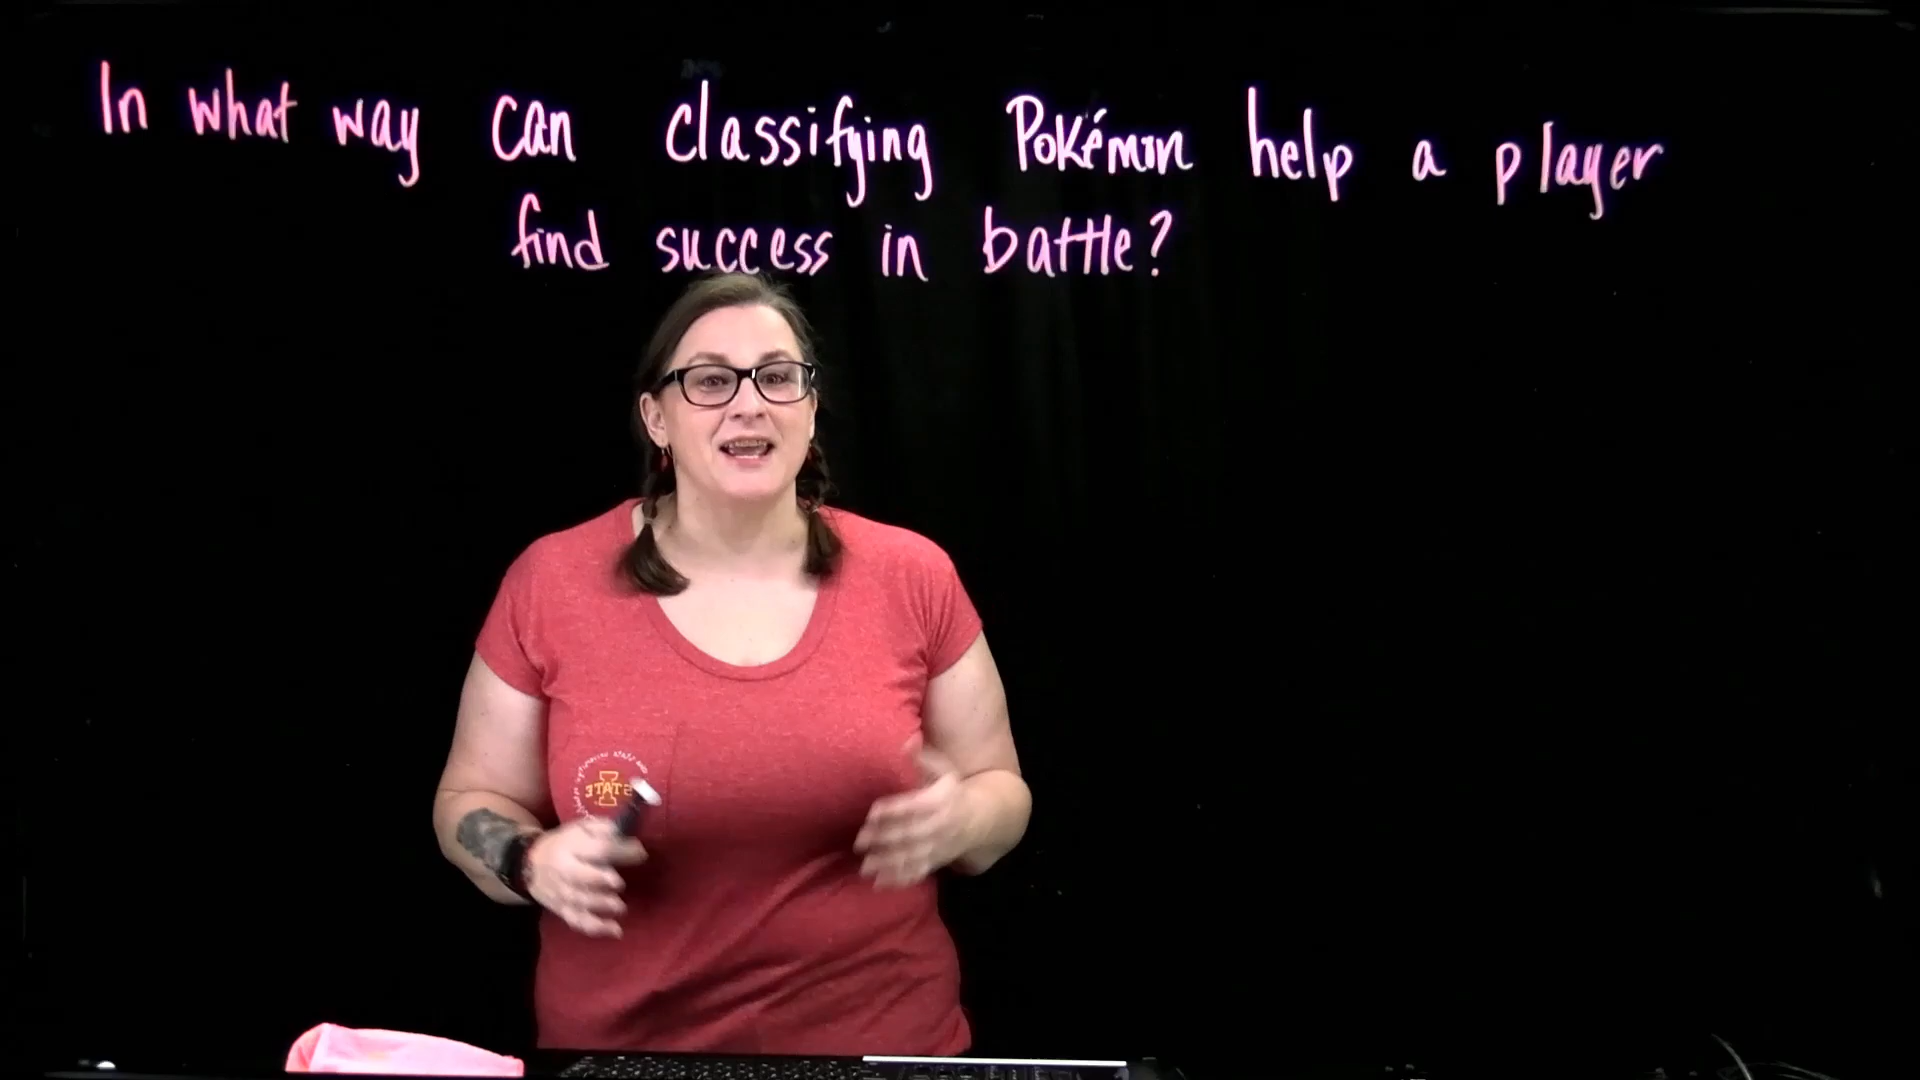 In what way can classifying Pokémon help a player
find success in battle?